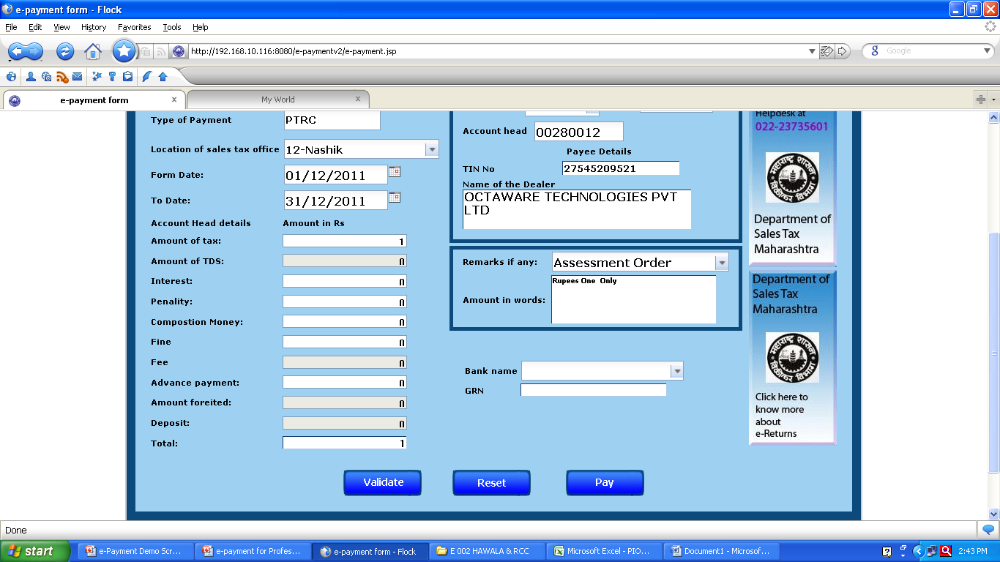 e-payment form - Flock
File Edit View History Favorites Tools Help
http://192.168.10.116:8080/e-paymentv2/e-payment.jsp
Google
e-payment form x
My World x
Type of Payment PTRC
Location of sales tax office 12-Nashik
Form Date: 01/12/2011
To Date: 31/12/2011
Account Head details Amount in Rs
Amount of tax: 1
Amount of TDS: 0
Interest: 0
Penality: 0
Compostion Money: 0
Fine 0
Fee 0
Advance payment: 0
Amount foreited: 0
Deposit: 0
Total: 1
Account head 00280012
Payee Details
TIN No 27545209521
Name of the Dealer
OCTAWARE TECHNOLOGIES PVT
LTD
Remarks if any: Assessment Order
Amount in words: Rupees One Only
Bank name
GRN
Validate Reset Pay
Helpdesk at
022-23735601
महाराष्ट्र शासन
विक्रीकर विभाग
Department of
Sales Tax
Maharashtra
Department of
Sales Tax
Maharashtra
महाराष्ट्र शासन
विक्रीकर विभाग
Click here to
know more
about
e-Returns
Done
start
e-Payment Demo Scr...
e-payment for Profes...
e-payment form - Flock
E 002 HAWALA & RCC
Microsoft Excel - PIO...
Document1 - Microsof...
2:43 PM